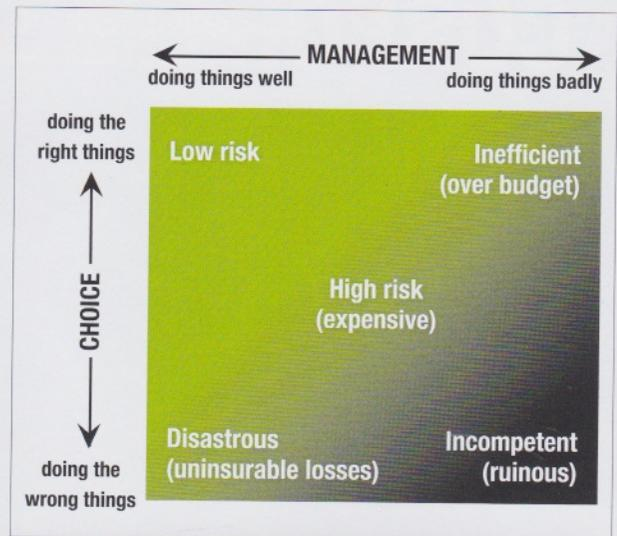 MANAGEMENT
doing things well
doing things badly
doing the
right things
CHOICE
doing the
wrong things
Low risk
Inefficient
(over budget)
High risk
(expensive)
Disastrous
(uninsurable losses)
Incompetent
(ruinous)